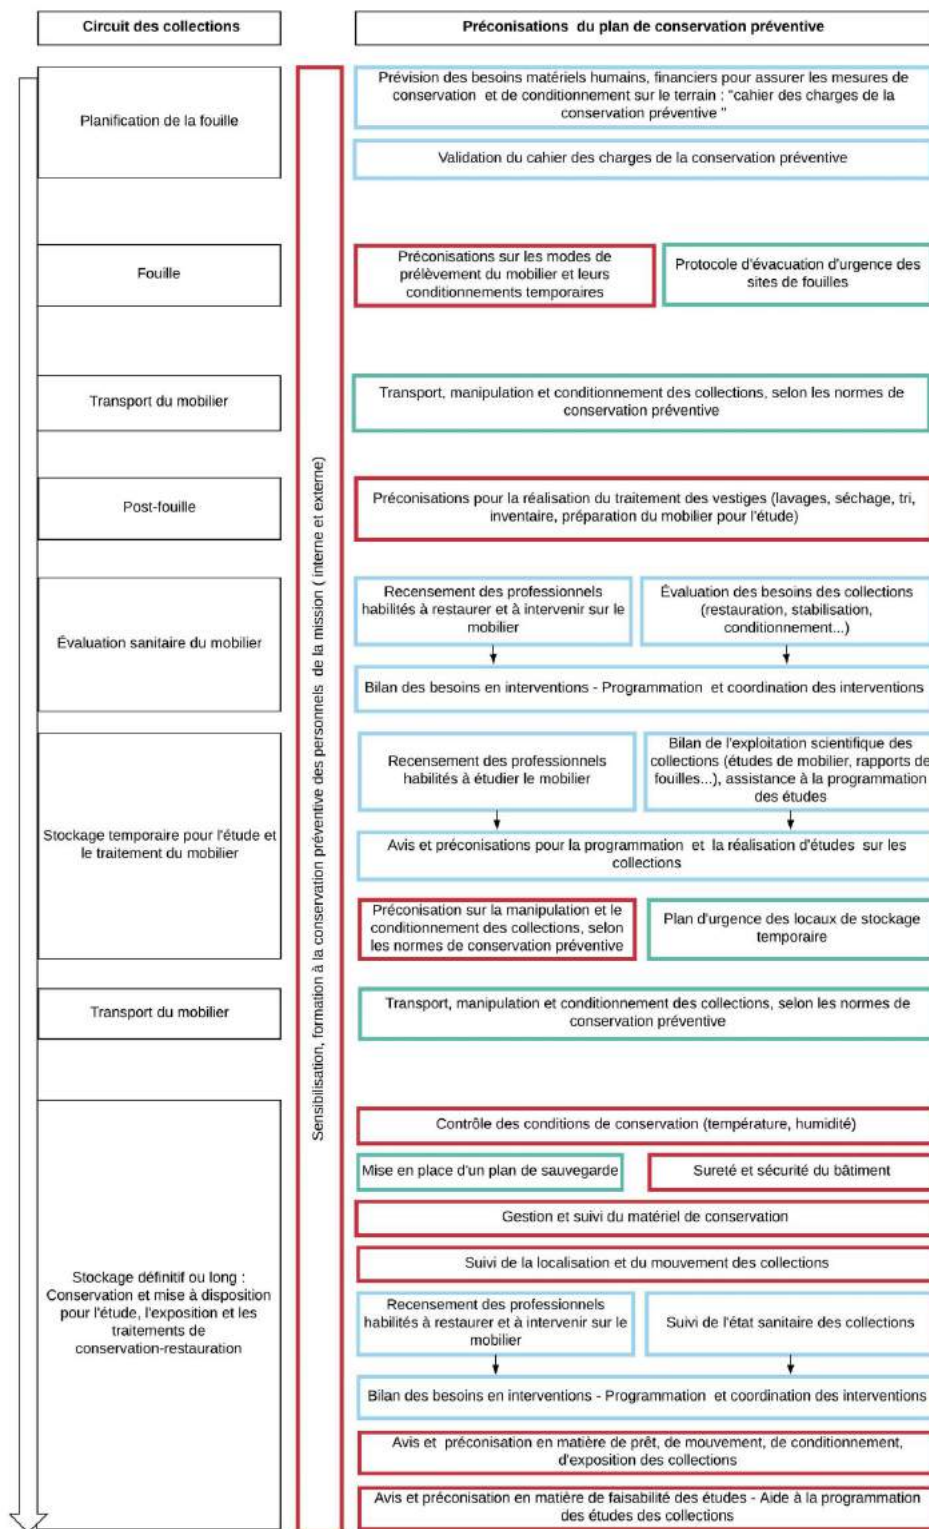 Circuit des collections
Préconisations du plan de conservation préventive
Sensibilisation, formation à la conservation préventive des personnels de la mission ( interne et externe)
Planification de la fouille
Prévision des besoins matériels humains, financiers pour assurer les mesures de
conservation et de conditionnement sur le terrain : "cahier des charges de la
conservation préventive "
Validation du cahier des charges de la conservation préventive
Fouille
Préconisations sur les modes de
prélèvement du mobilier et leurs
conditionnements temporaires
Protocole d'évacuation d'urgence des
sites de fouilles
Transport du mobilier
Transport, manipulation et conditionnement des collections, selon les normes de
conservation préventive
Post-fouille
Préconisations pour la réalisation du traitement des vestiges (lavages, séchage, tri,
inventaire, préparation du mobilier pour l'étude)
Évaluation sanitaire du mobilier
Recensement des professionnels
habilités à restaurer et à intervenir sur le
mobilier
Évaluation des besoins des collections
(restauration, stabilisation,
conditionnement...)
Bilan des besoins en interventions - Programmation et coordination des interventions
Stockage temporaire pour l'étude et
le traitement du mobilier
Recensement des professionnels
habilités à étudier le mobilier
Bilan de l'exploitation scientifique des
collections (études de mobilier, rapports de
fouilles...), assistance à la programmation
des études
Avis et préconisations pour la programmation et la réalisation d'études sur les
collections
Préconisation sur la manipulation et le
conditionnement des collections, selon
les normes de conservation préventive
Plan d'urgence des locaux de stockage
temporaire
Transport du mobilier
Transport, manipulation et conditionnement des collections, selon les normes de
conservation préventive
Stockage définitif ou long :
Conservation et mise à disposition
pour l'étude, l'exposition et les
traitements de
conservation-restauration
Contrôle des conditions de conservation (température, humidité)
Mise en place d'un plan de sauvegarde
Sureté et sécurité du bâtiment
Gestion et suivi du matériel de conservation
Suivi de la localisation et du mouvement des collections
Recensement des professionnels
habilités à restaurer et à intervenir sur le
mobilier
Suivi de l'état sanitaire des collections
Bilan des besoins en interventions - Programmation et coordination des interventions
Avis et préconisation en matière de prêt, de mouvement, de conditionnement,
d'exposition des collections
Avis et préconisation en matière de faisabilité des études - Aide à la programmation
des études des collections